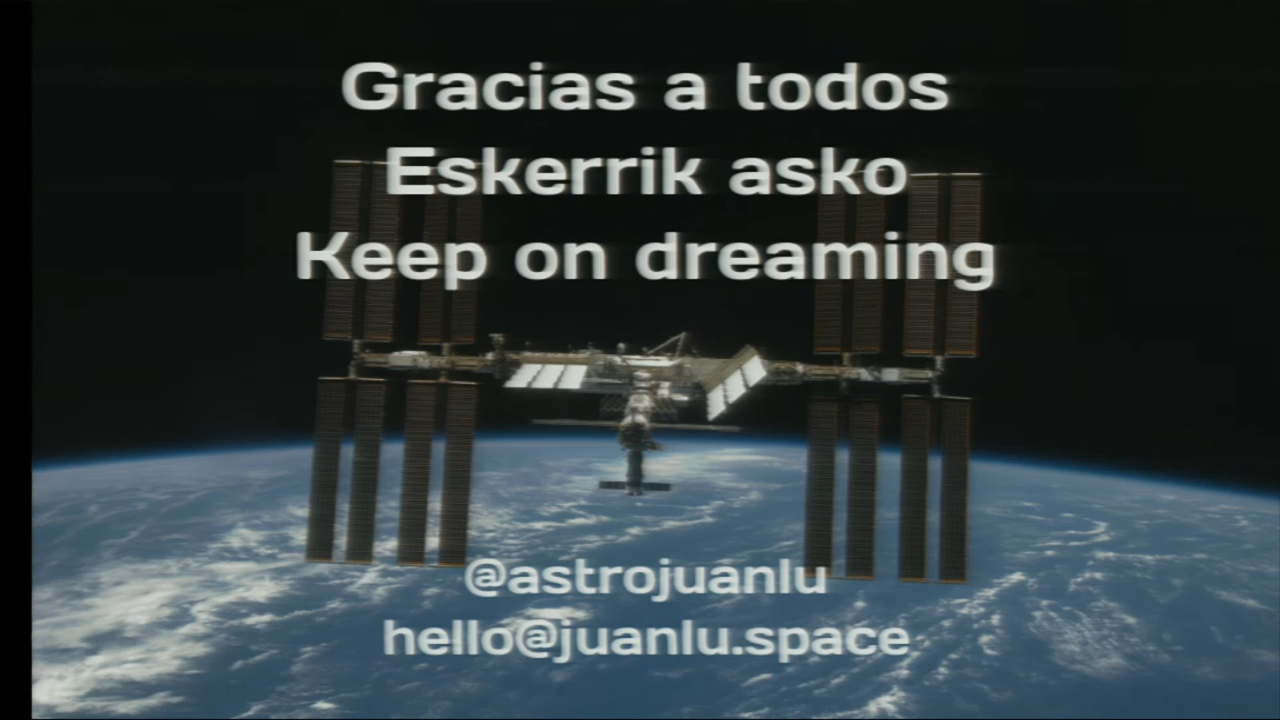 Gracias a todos
Eskerrik asko
Keep on dreaming
@astrojuanlu
hello@juanlu.space